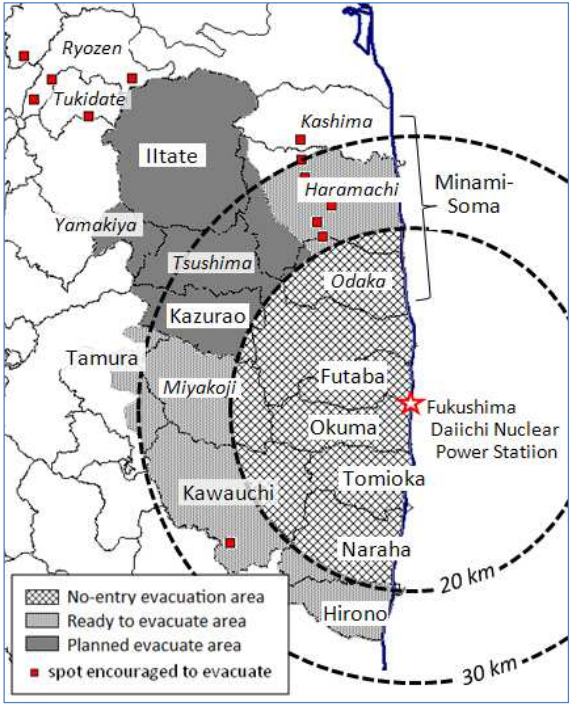 Ryozen
Tukidate
Kashima
IItate
Haramachi
Minami-
Soma
Yamakiya
Tsushima
Odaka
Kazurao
Tamura
Miyakoji
Futaba
Fukushima
Daiichi Nuclear
Power Statiion
Okuma
Tomioka
Kawauchi
Naraha
20 km
Hirono
30 km
No-entry evacuation area
Ready to evacuate area
Planned evacuate area
spot encouraged to evacuate